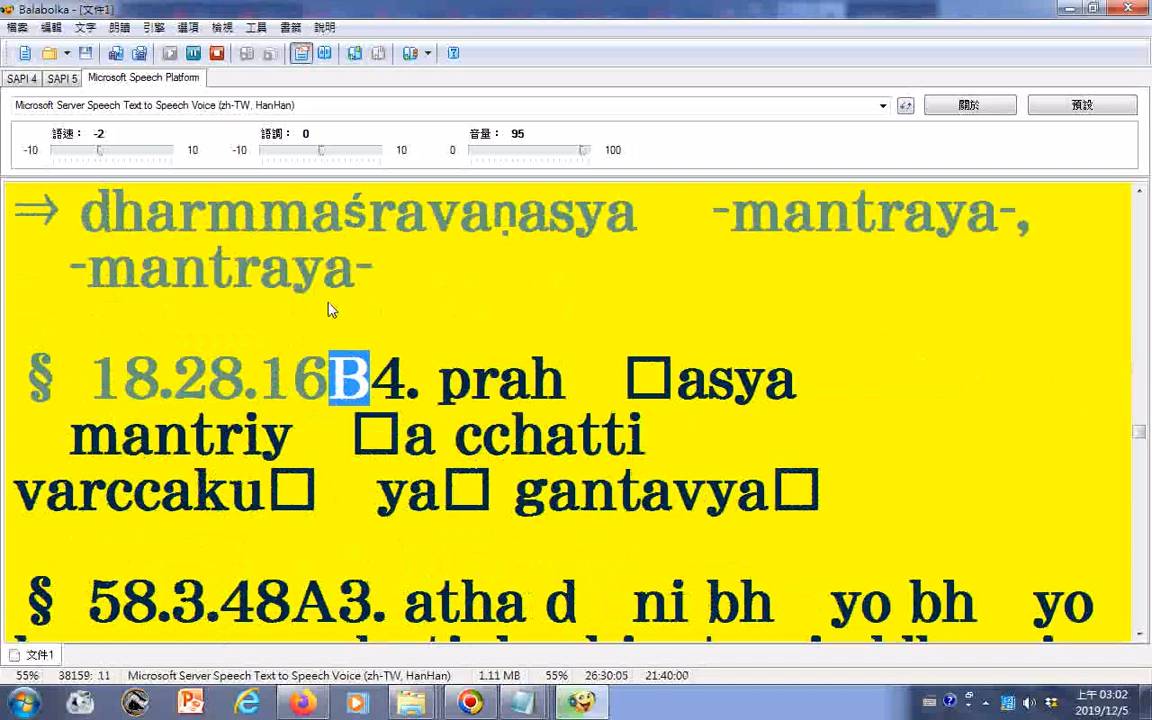 Balabolka - [文件1]
檔案 編輯 文字 朗讀 引擎 選項 檢視 工具 書籤 說明
SAPI 4 SAPI 5 Microsoft Speech Platform
Microsoft Server Speech Text to Speech Voice (zh-TW, HanHan) 關於 預設
語速： -2 語調： 0 音量： 95
-10 10 -10 10 0 100
⇒ dharmmaśravaṇasya -mantraya-,
-mantraya-
§ 18.28.16B4. prah □asya
mantriy □a cchatti
varccaku□ ya□ gantavya□
§ 58.3.48A3. atha d ni bh yo bh yo
文件1
55% 38159: 11 Microsoft Server Speech Text to Speech Voice (zh-TW, HanHan) 1.11 MB 55% 26:30:05 21:40:00
上午 03:02
2019/12/5